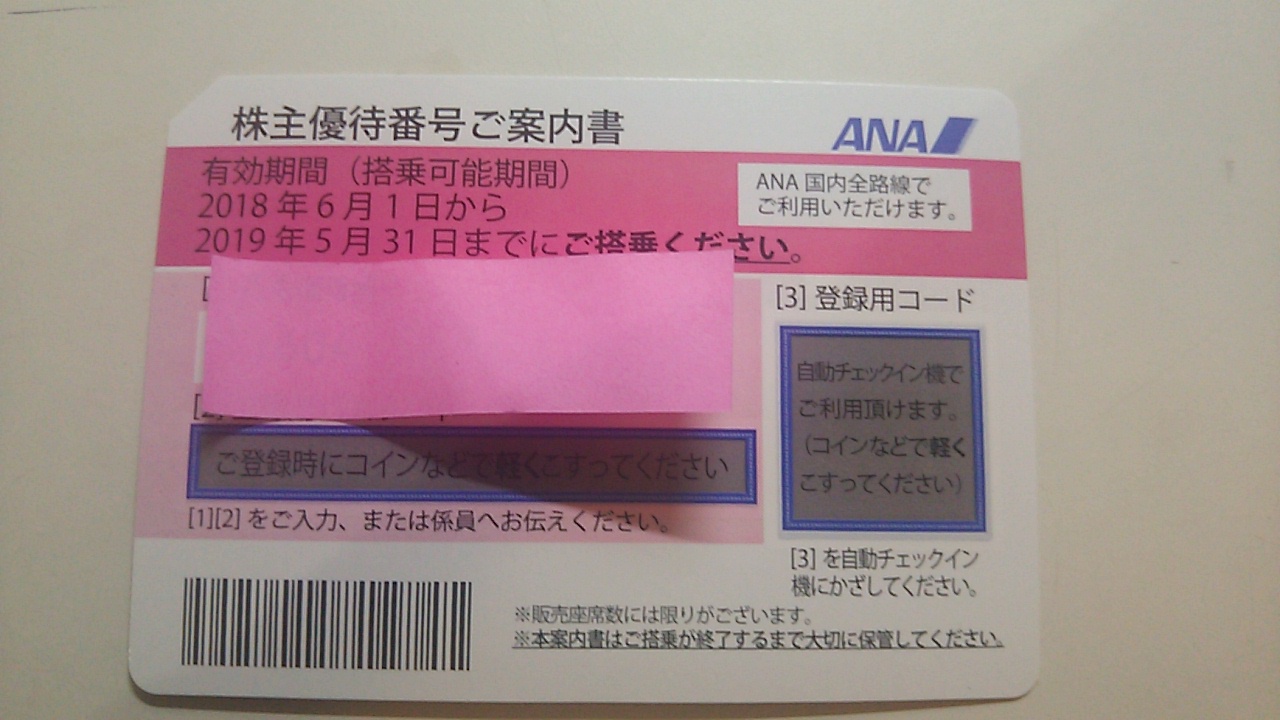 株主優待番号ご案内書
ANA
有効期間（搭乗可能期間）
2018 年 6 月 1 日から
2019 年 5 月 31 日までにご搭乗ください。
ANA 国内全路線で
ご利用いただけます。
[3] 登録用コード
自動チェックイン機で
ご利用頂けます。
（コインなどで軽く
こすってください）
ご登録時にコインなどで軽くこすってください
[1][2] をご入力、または係員へお伝えください。
[3] を自動チェックイン
機にかざしてください。
※販売座席数には限りがございます。
※本案内書はご搭乗が終了するまで大切に保管してください。